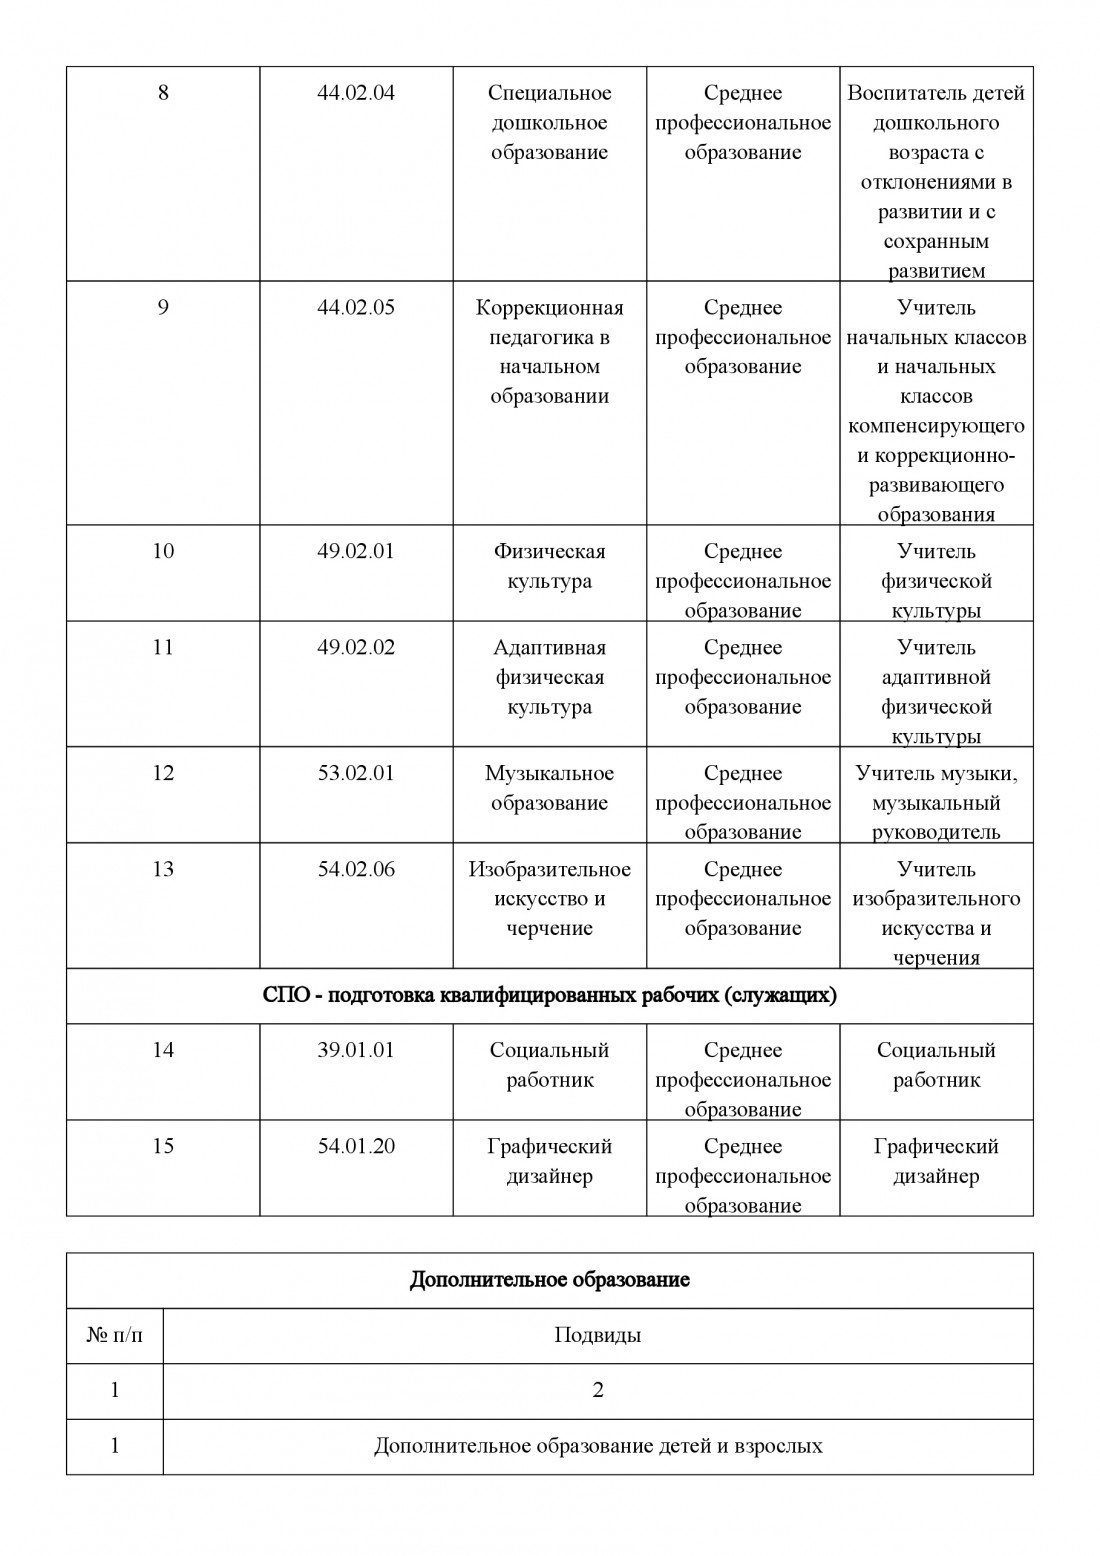 8
44.02.04
Специальное
дошкольное
образование
Среднее
профессиональное
образование
Воспитатель детей
дошкольного
возраста с
отклонениями в
развитии и с
сохранным
развитием
9
44.02.05
Коррекционная
педагогика в
начальном
образовании
Среднее
профессиональное
образование
Учитель
начальных классов
и начальных
классов
компенсирующего
и коррекционно-
развивающего
образования
10
49.02.01
Физическая
культура
Среднее
профессиональное
образование
Учитель
физической
культуры
11
49.02.02
Адаптивная
физическая
культура
Среднее
профессиональное
образование
Учитель
адаптивной
физической
культуры
12
53.02.01
Музыкальное
образование
Среднее
профессиональное
образование
Учитель музыки,
музыкальный
руководитель
13
54.02.06
Изобразительное
искусство и
черчение
Среднее
профессиональное
образование
Учитель
изобразительного
искусства и
черчения
СПО - подготовка квалифицированных рабочих (служащих)
14
39.01.01
Социальный
работник
Среднее
профессиональное
образование
Социальный
работник
15
54.01.20
Графический
дизайнер
Среднее
профессиональное
образование
Графический
дизайнер
Дополнительное образование
№ п/п
Подвиды
1
2
1
Дополнительное образование детей и взрослых